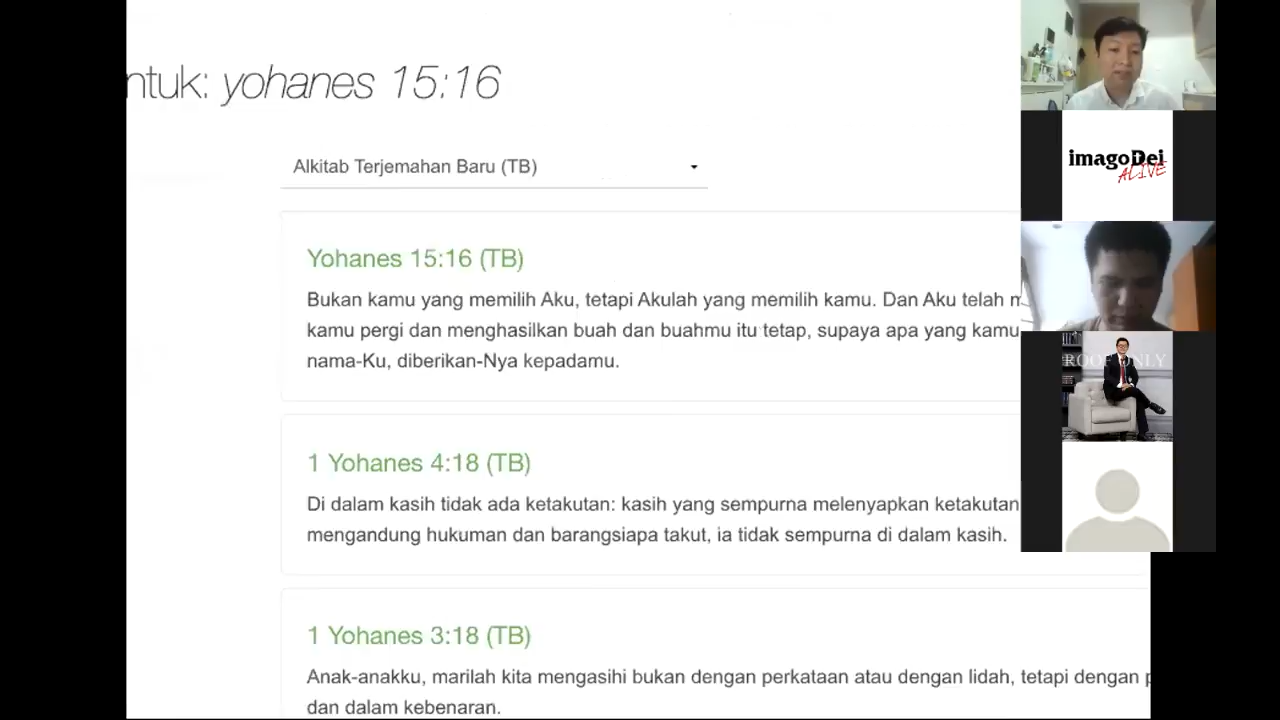 ntuk: yohanes 15:16
Alkitab Terjemahan Baru (TB)
Yohanes 15:16 (TB)
Bukan kamu yang memilih Aku, tetapi Akulah yang memilih kamu. Dan Aku telah
kamu pergi dan menghasilkan buah dan buahmu itu tetap, supaya apa yang kamu
nama-Ku, diberikan-Nya kepadamu.
1 Yohanes 4:18 (TB)
Di dalam kasih tidak ada ketakutan: kasih yang sempurna melenyapkan ketakutan
mengandung hukuman dan barangsiapa takut, ia tidak sempurna di dalam kasih.
1 Yohanes 3:18 (TB)
Anak-anakku, marilah kita mengasihi bukan dengan perkataan atau dengan lidah, tetapi dengan
dan dalam kebenaran.
imagoDei
ALIVE
ROOF ONLY